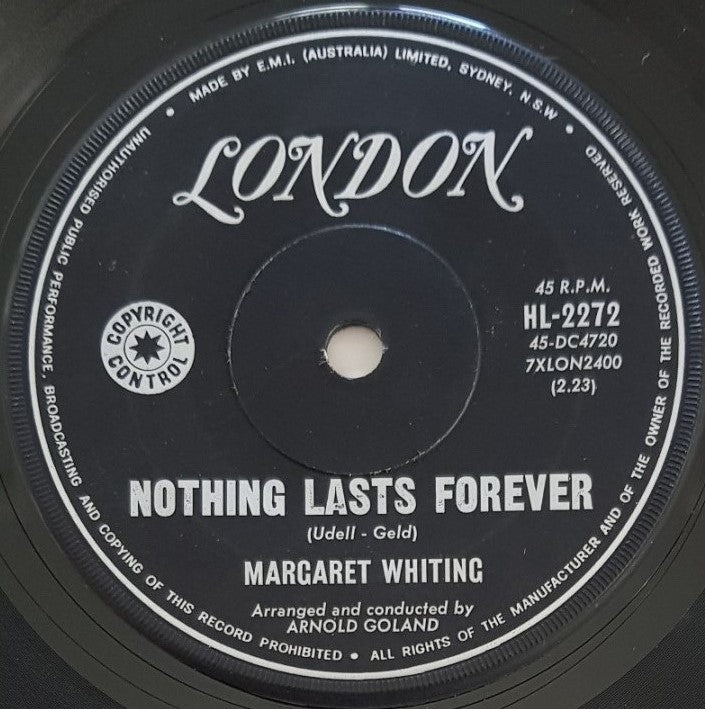 MADE BY E.M.I. (AUSTRALIA) LIMITED, SYDNEY, N.S.W •
UNAUTHORISED PUBLIC PERFORMANCE, BROADCASTING AND COPYING OF THIS RECORD PROHIBITED • ALL RIGHTS OF THE MANUFACTURER AND OF THE OWNER OF THE RECORDED WORK RESERVED •
LONDON
COPYRIGHT CONTROL
45 R.P.M.
HL-2272
45-DC4720
7XLON2400
(2.23)
NOTHING LASTS FOREVER
(Udell - Geld)
MARGARET WHITING
Arranged and conducted by
ARNOLD GOLAND